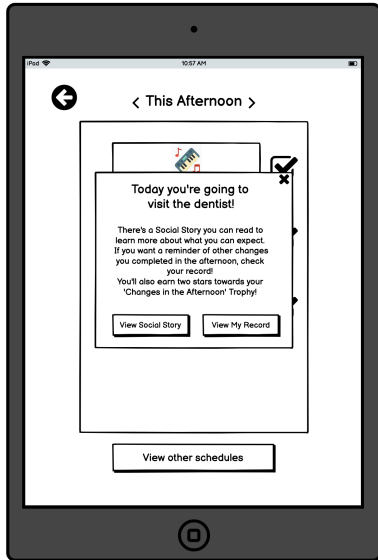 iPod 10:57 AM
< This Afternoon >
Today you're going to
visit the dentist!
There's a Social Story you can read to
learn more about what you can expect.
If you want a reminder of other changes
you completed in the afternoon, check
your record!
You'll also earn two stars towards your
'Changes in the Afternoon' Trophy!
View Social Story View My Record
View other schedules